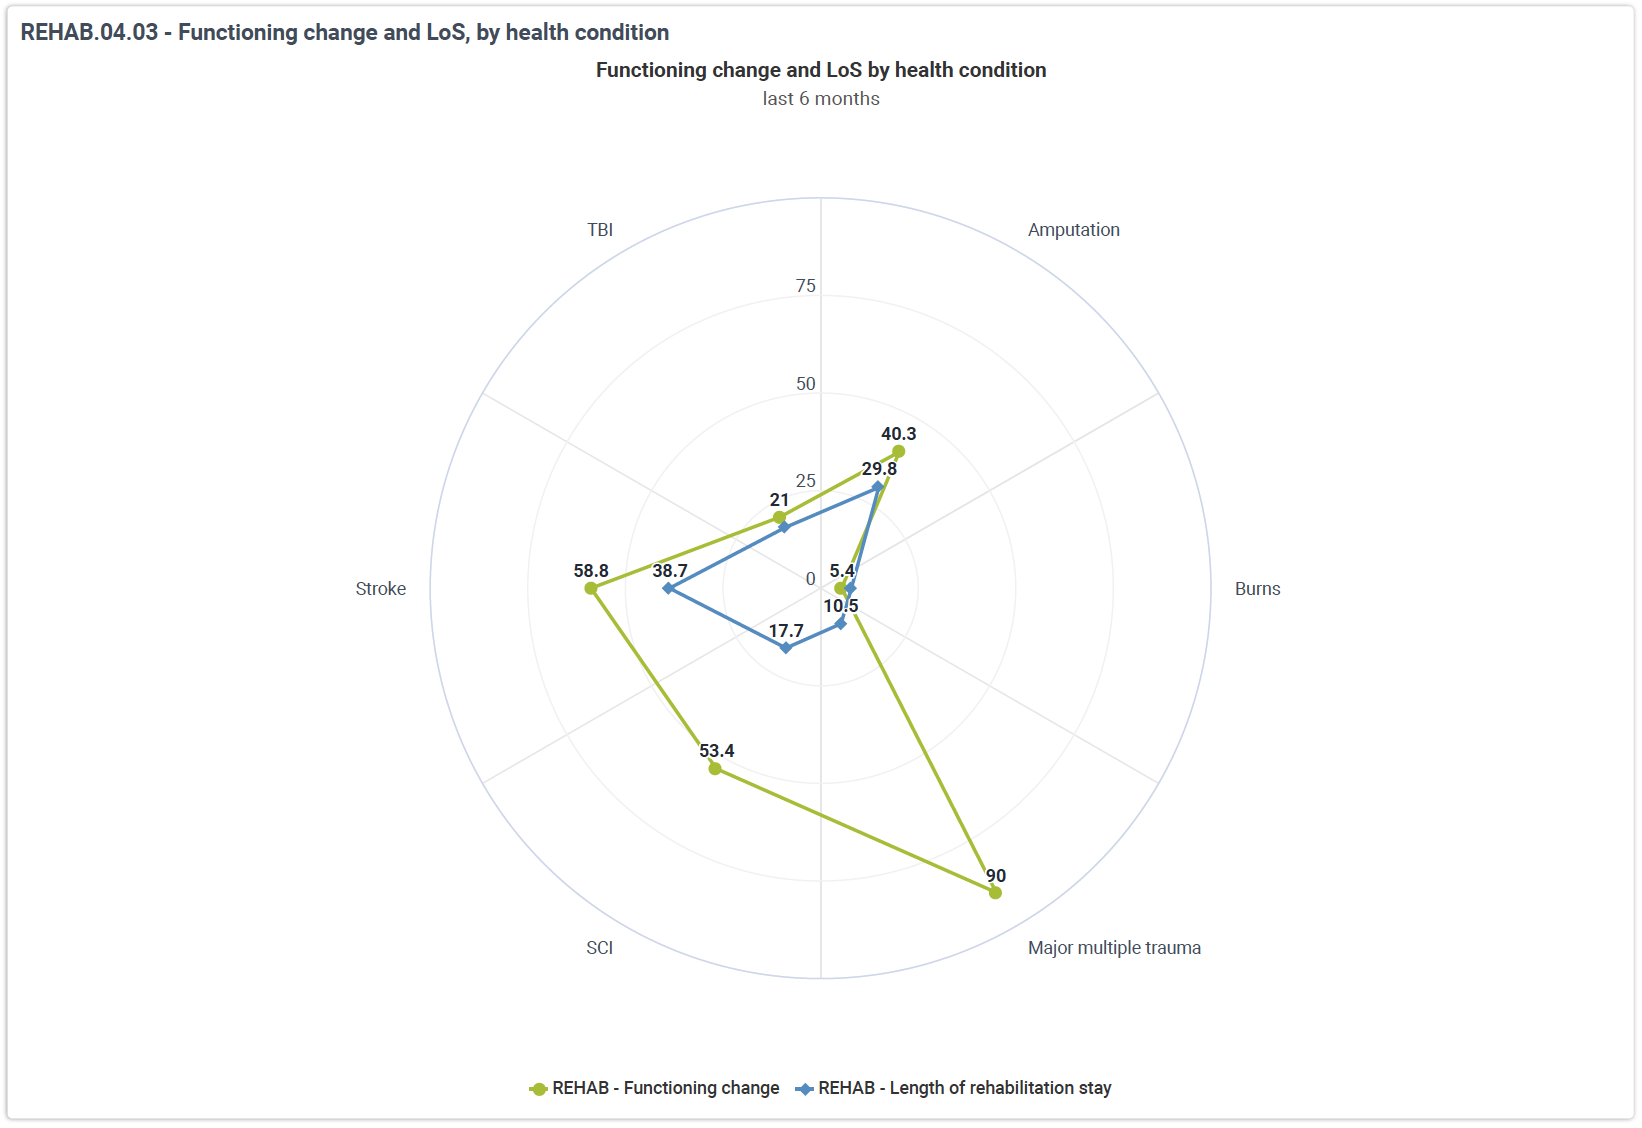 REHAB.04.03 - Functioning change and LoS, by health condition
Functioning change and LoS by health condition
last 6 months
TBI
Amputation
75
50
40.3
29.8
25
21
58.8
38.7
0
5.4
Stroke
Burns
10.5
17.7
53.4
90
SCI
Major multiple trauma
REHAB - Functioning change
REHAB - Length of rehabilitation stay